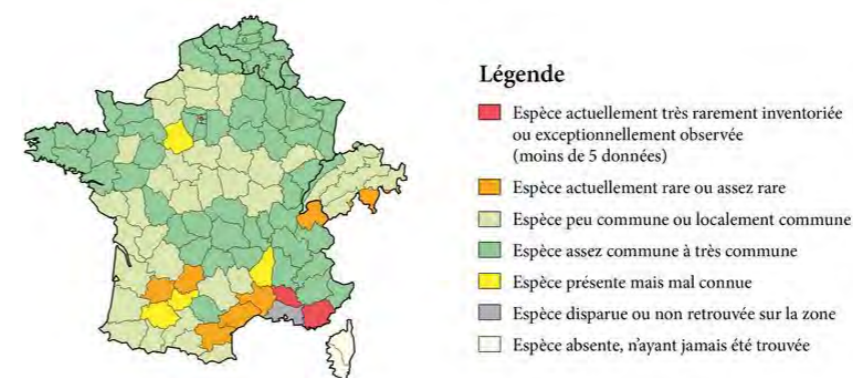 Légende
Espèce actuellement très rarement inventoriée
ou exceptionnellement observée
(moins de 5 données)
Espèce actuellement rare ou assez rare
Espèce peu commune ou localement commune
Espèce assez commune à très commune
Espèce présente mais mal connue
Espèce disparue ou non retrouvée sur la zone
Espèce absente, n'ayant jamais été trouvée